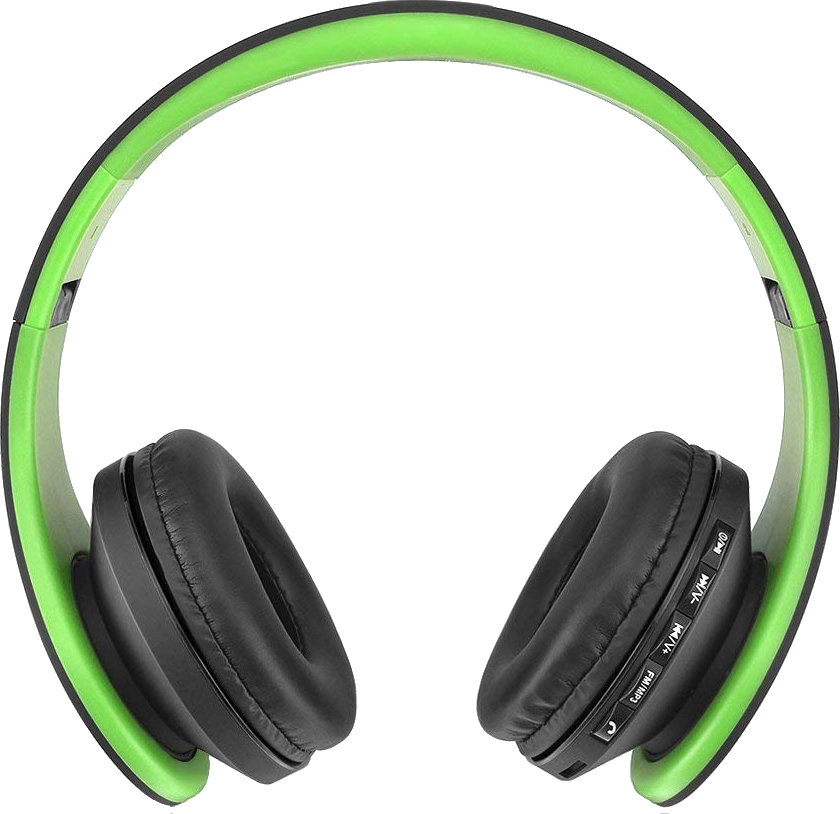 ⏻/▶⏸
⏭/V-
⏮/V+
FM/MP3